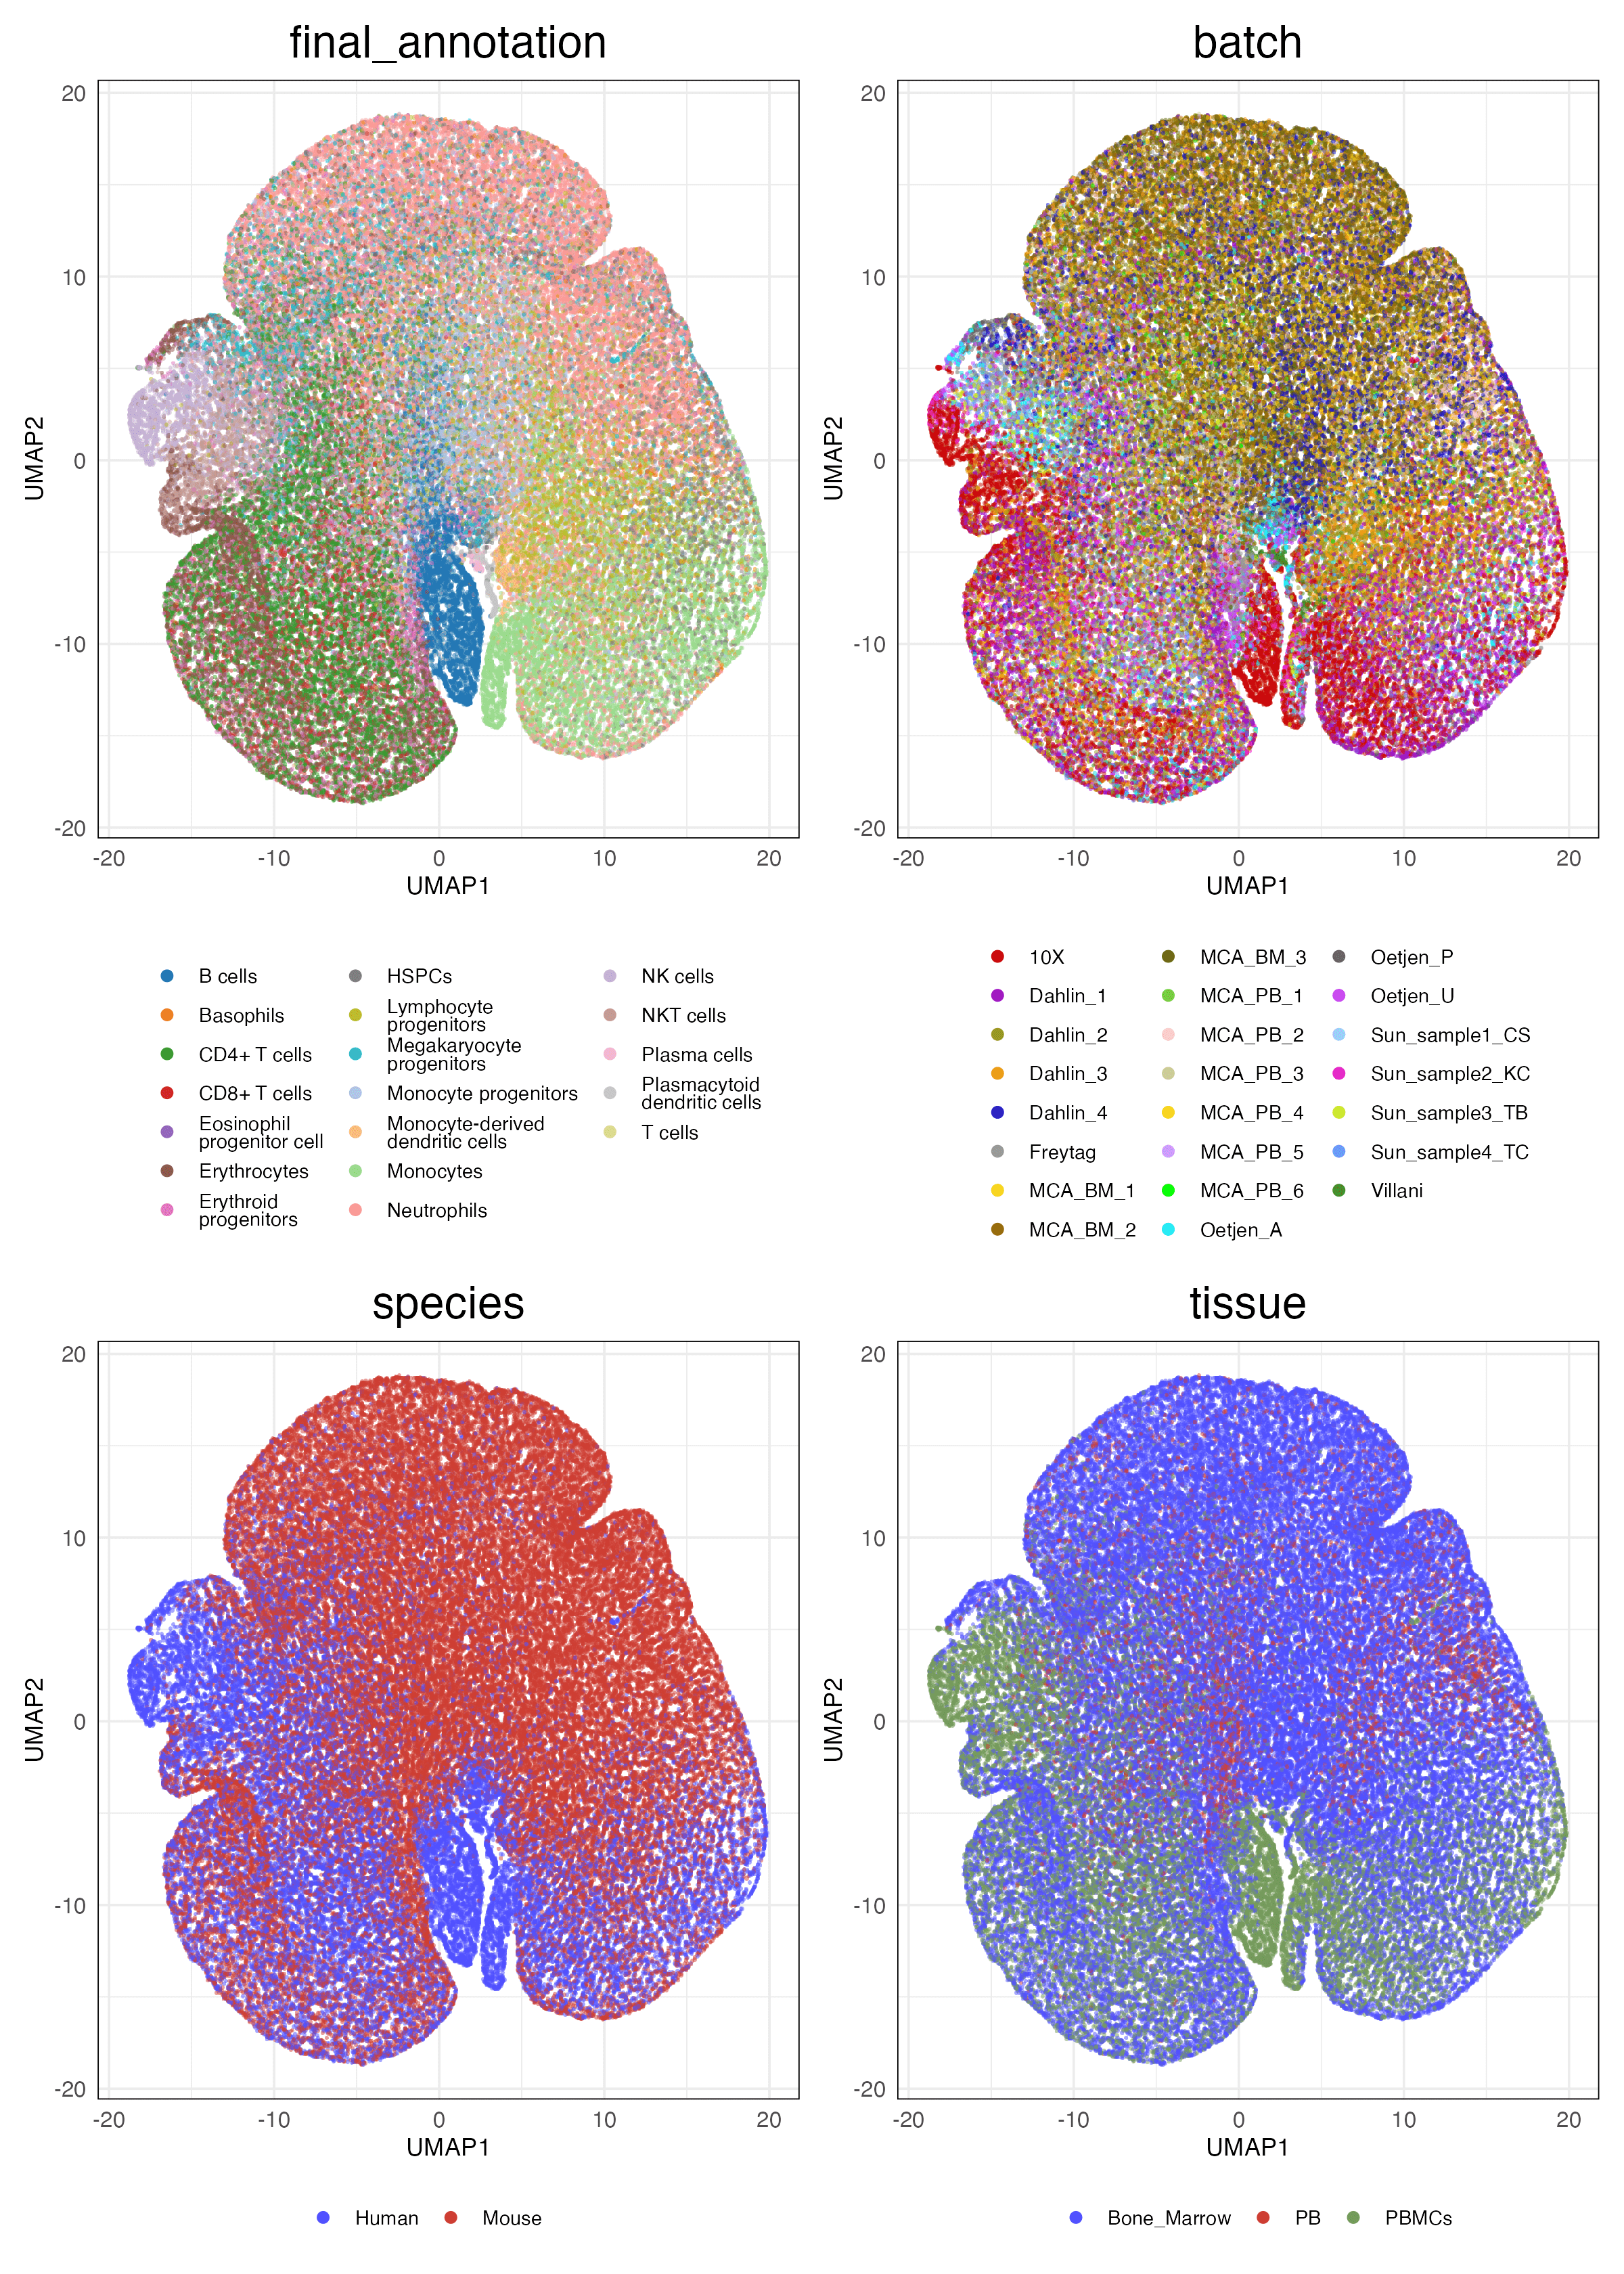 final_annotation
20
10
0
-10
-20
UMAP2
-20
-10
0
10
20
UMAP1
B cells
Basophils
CD4+ T cells
CD8+ T cells
Eosinophil
progenitor cell
Erythrocytes
Erythroid
progenitors
HSPCs
Lymphocyte
progenitors
Megakaryocyte
progenitors
Monocyte progenitors
Monocyte-derived
dendritic cells
Monocytes
Neutrophils
NK cells
NKT cells
Plasma cells
Plasmacytoid
dendritic cells
T cells
batch
20
10
0
-10
-20
UMAP2
-20
-10
0
10
20
UMAP1
10X
Dahlin_1
Dahlin_2
Dahlin_3
Dahlin_4
Freytag
MCA_BM_1
MCA_BM_2
MCA_BM_3
MCA_PB_1
MCA_PB_2
MCA_PB_3
MCA_PB_4
MCA_PB_5
MCA_PB_6
Oetjen_A
Oetjen_P
Oetjen_U
Sun_sample1_CS
Sun_sample2_KC
Sun_sample3_TB
Sun_sample4_TC
Villani
species
20
10
0
-10
-20
UMAP2
-20
-10
0
10
20
UMAP1
Human
Mouse
tissue
20
10
0
-10
-20
UMAP2
-20
-10
0
10
20
UMAP1
Bone_Marrow
PB
PBMCs